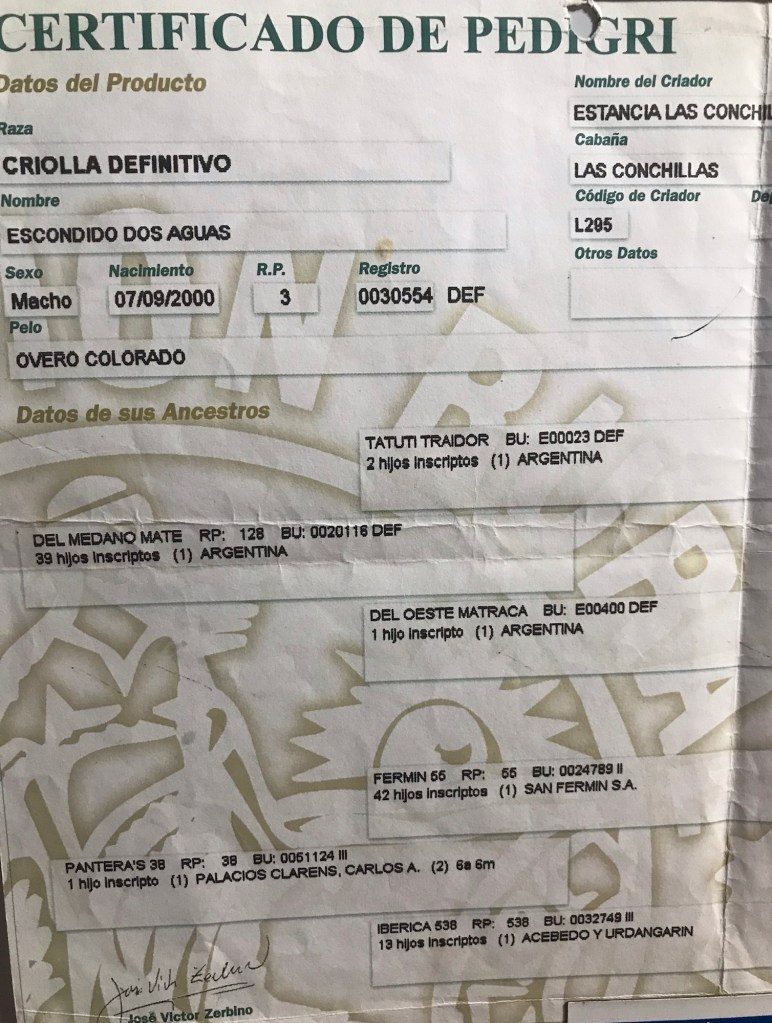 CERTIFICADO DE PEDIGRI
Datos del Producto
Raza
CRIOLLA DEFINITIVO
Nombre
ESCONDIDO DOS AGUAS
Sexo Nacimiento R.P. Registro
Macho 07/09/2000 3 0030554 DEF
Pelo
OVERO COLORADO
Nombre del Criador
ESTANCIA LAS
Cabaña
LAS CONCHILLAS
Código de Criador
L295
Otros Datos
Datos de sus Ancestros
TATUTI TRAIDOR BU: E00023 DEF
2 hijos inscriptos (1) ARGENTINA
DEL MEDANO MATE RP: 128 BU: 0020116 DEF
39 hijos inscriptos (1) ARGENTINA
DEL OESTE MATRACA BU: E00400 DEF
1 hijo inscripto (1) ARGENTINA
FERMIN 55 RP: 55 BU: 0024789 II
42 hijos inscriptos (1) SAN FERMIN S.A.
PANTERA'S 38 RP: 38 BU: 0051124 III
1 hijo inscripto (1) PALACIOS CLARENS, CARLOS A. (2) 6a 6m
IBERICA 538 RP: 538 BU: 0032749 III
13 hijos inscriptos (1) ACEBEDO Y URDANGARIN
José Victor Zerbino